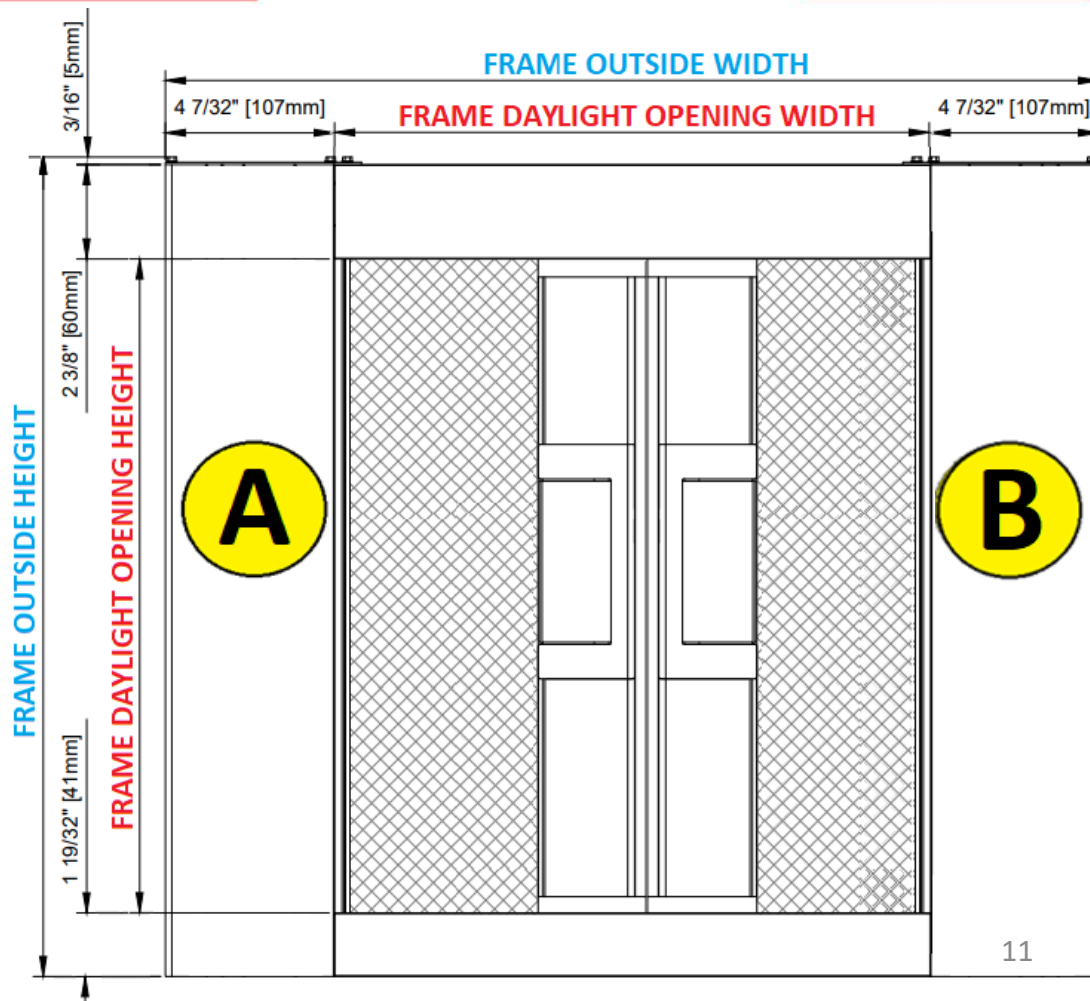 3/16" [5mm]
FRAME OUTSIDE WIDTH
4 7/32" [107mm]
FRAME DAYLIGHT OPENING WIDTH
4 7/32" [107mm]
2 3/8" [60mm]
FRAME OUTSIDE HEIGHT
FRAME DAYLIGHT OPENING HEIGHT
A
B
1 19/32" [41mm]
11